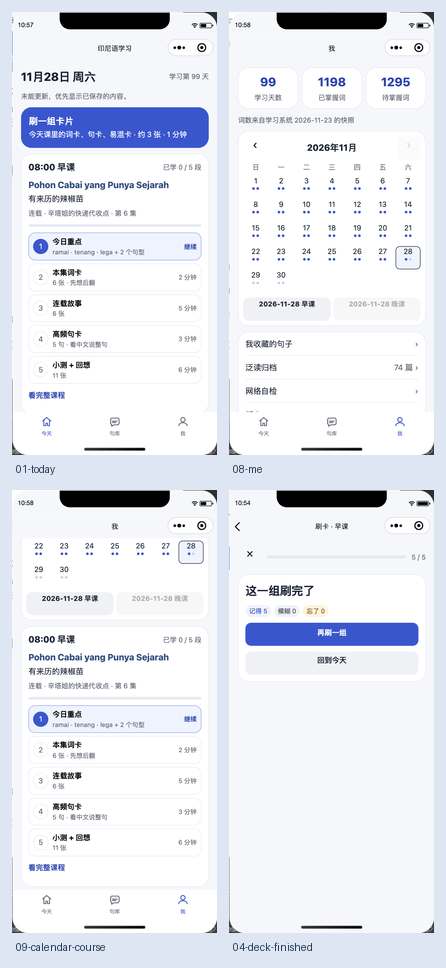 10:57
印尼语学习
11月28日 周六
学习第 99 天
未能更新，优先显示已保存的内容。
刷一组卡片
今天课里的词卡、句卡、易混卡 · 约 3 张 · 1 分钟
08:00 早课
已学 0 / 5 段
Pohon Cabai yang Punya Sejarah
有来历的辣椒苗
连载 · 辛塔姐的快递代收点 · 第 6 集
1
今日重点
ramai · tenang · lega + 2 个句型
继续
2
本集词卡
6 张 · 先想后翻
2 分钟
3
连载故事
6 张
5 分钟
4
高频句卡
5 句 · 看中文说整句
3 分钟
5
小测 + 回想
11 张
6 分钟
看完整课程
今天
句库
我
01-today
10:58
我
99
学习天数
1198
已掌握词
1295
待掌握词
词数来自学习系统 2026-11-23 的快照
2026年11月
日 一 二 三 四 五 六
1 2 3 4 5 6 7
8 9 10 11 12 13 14
15 16 17 18 19 20 21
22 23 24 25 26 27 28
29 30
2026-11-28 早课
2026-11-28 晚课
我收藏的句子
泛读归档
74 篇
网络自检
今天
句库
我
08-me
10:58
我
22 23 24 25 26 27 28
29 30
2026-11-28 早课
2026-11-28 晚课
08:00 早课
已学 0 / 5 段
Pohon Cabai yang Punya Sejarah
有来历的辣椒苗
连载 · 辛塔姐的快递代收点 · 第 6 集
1
今日重点
ramai · tenang · lega + 2 个句型
继续
2
本集词卡
6 张 · 先想后翻
2 分钟
3
连载故事
6 张
5 分钟
4
高频句卡
5 句 · 看中文说整句
3 分钟
5
小测 + 回想
11 张
6 分钟
看完整课程
今天
句库
我
09-calendar-course
10:54
刷卡 · 早课
5 / 5
这一组刷完了
记得 5
模糊 0
忘了 0
再刷一组
回到今天
04-deck-finished